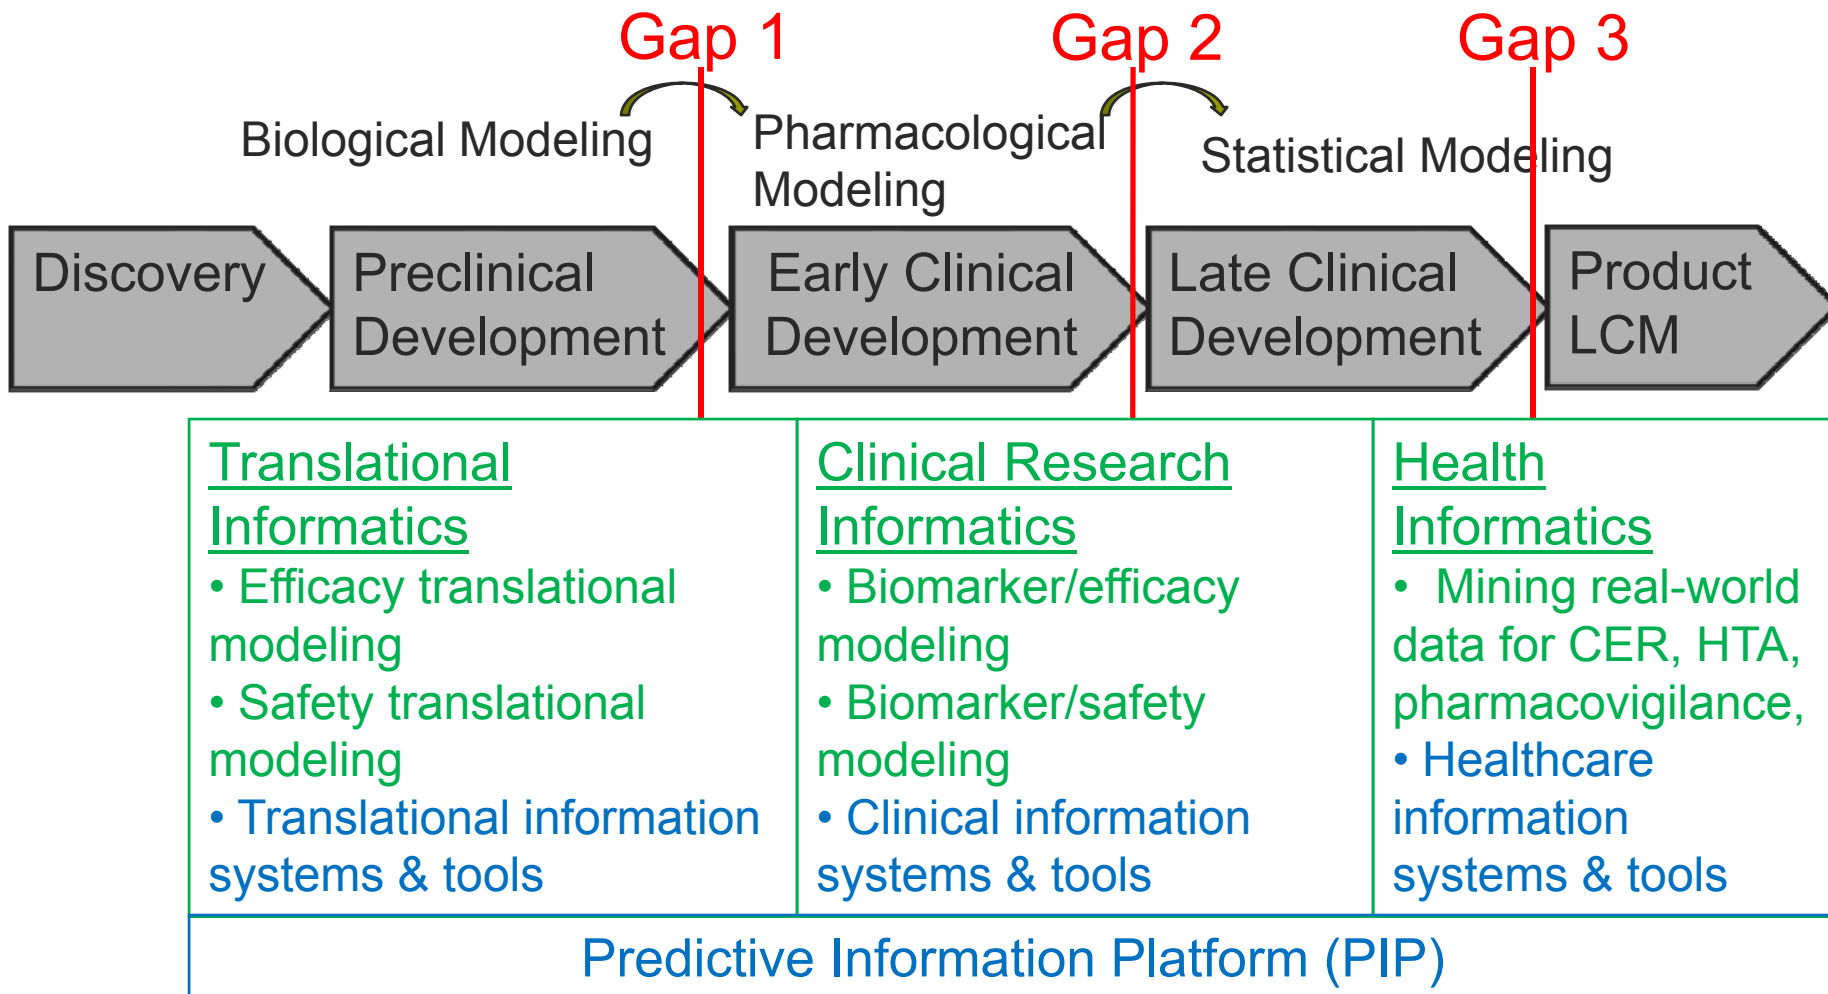 Gap 1
Gap 2
Gap 3
Biological Modeling
Pharmacological
Modeling
Statistical Modeling
Discovery
Preclinical
Development
Early Clinical
Development
Late Clinical
Development
Product
LCM
Translational
Informatics
• Efficacy translational
modeling
• Safety translational
modeling
• Translational information
systems & tools
Clinical Research
Informatics
• Biomarker/efficacy
modeling
• Biomarker/safety
modeling
• Clinical information
systems & tools
Health
Informatics
• Mining real-world
data for CER, HTA,
pharmacovigilance,
• Healthcare
information
systems & tools
Predictive Information Platform (PIP)